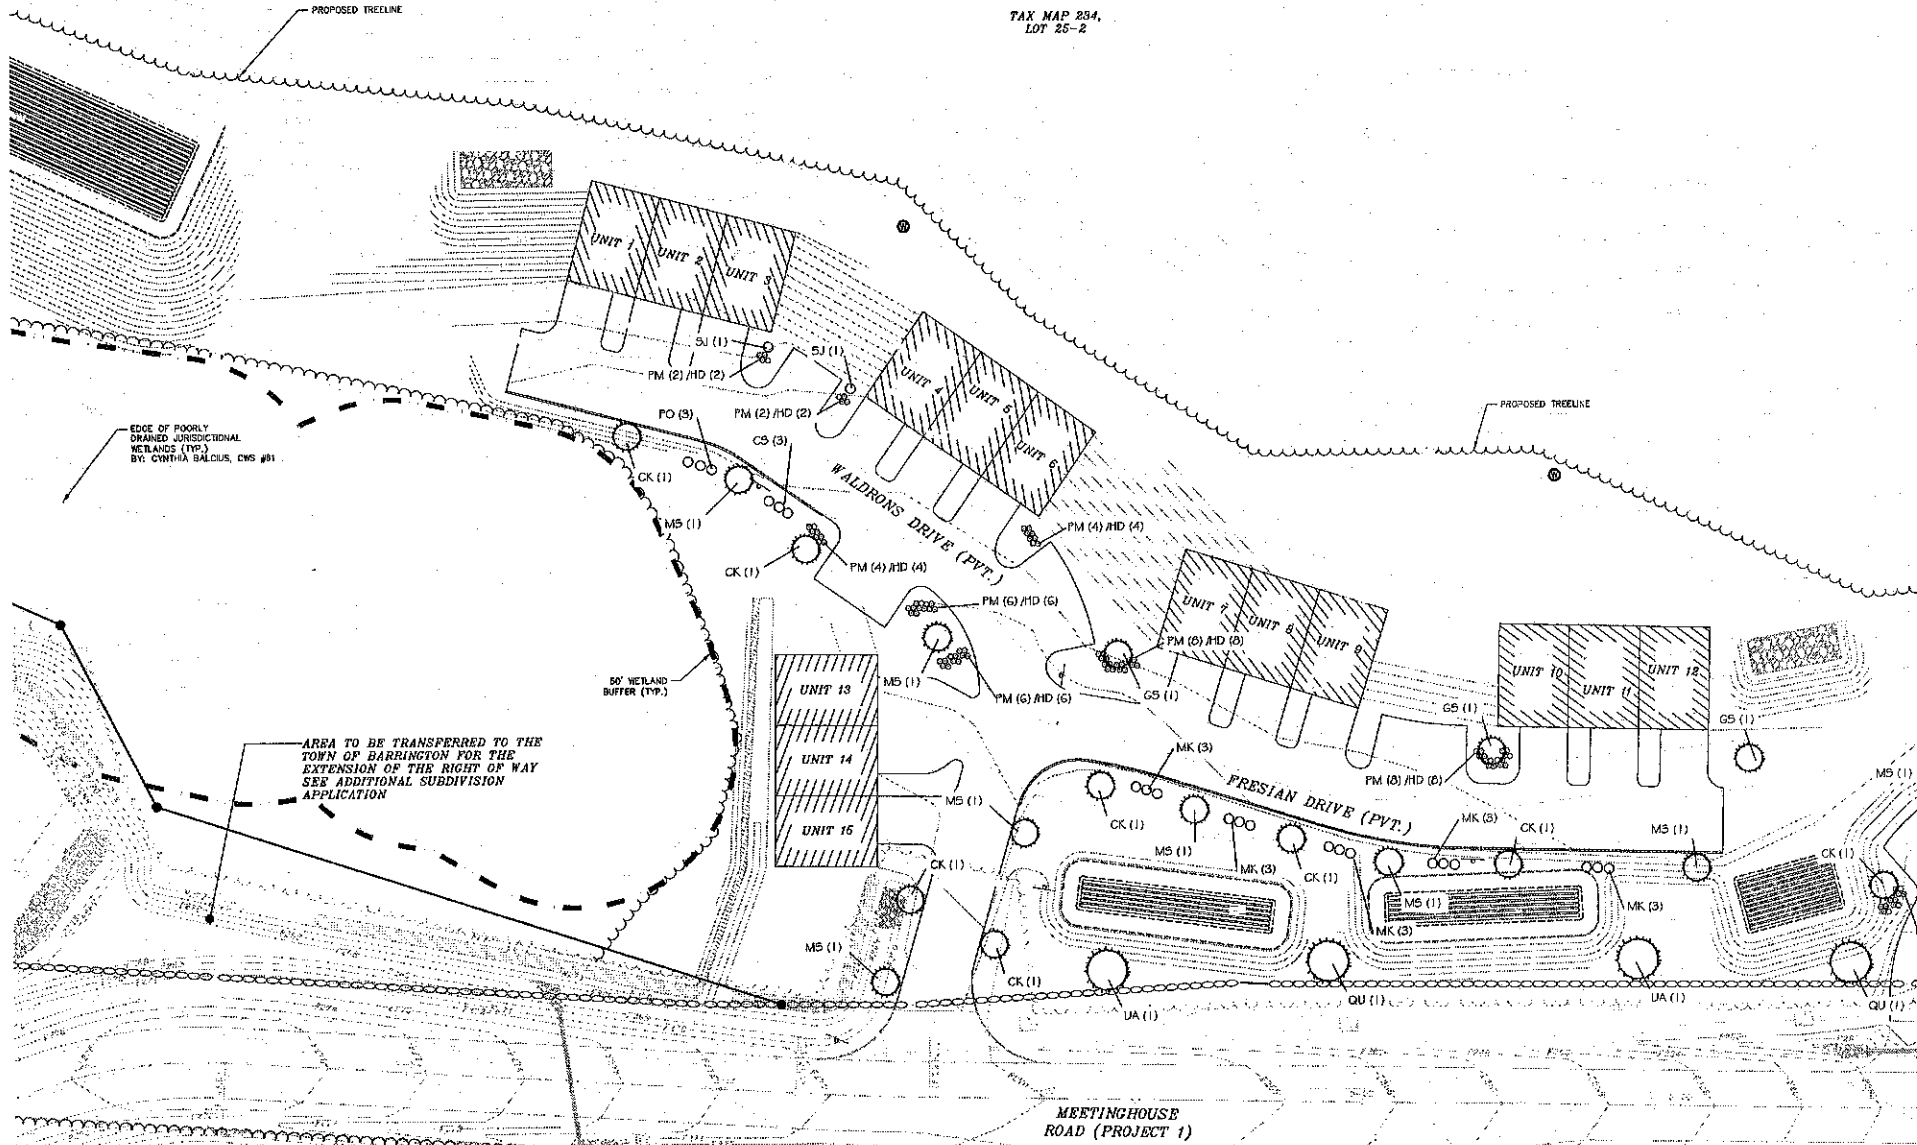 PROPOSED TREELINE
TAX MAP 234,
LOT 25-2
UNIT 1
UNIT 2
UNIT 3
SJ (1)
SJ (1)
PM (2) /HD (2)
PM (2) /HD (2)
UNIT 4
UNIT 5
UNIT 6
PROPOSED TREELINE
EDGE OF POORLY
DRAINED JURISDICTIONAL
WETLANDS (TYP.)
BY: CYNTHIA BALCIUS, CWS #81
PO (3)
CS (3)
CK (1)
MS (1)
WALDRONS DRIVE (PVT.)
PM (4) /HD (4)
CK (1)
PM (4) /HD (4)
PM (6) /HD (6)
UNIT 7
UNIT 8
UNIT 9
PM (8) /HD (8)
UNIT 10
UNIT 11
UNIT 12
50' WETLAND
BUFFER (TYP.)
UNIT 13
MS (1)
PM (6) /HD (6)
GS (1)
GS (1)
GS (1)
AREA TO BE TRANSFERRED TO THE
TOWN OF BARRINGTON FOR THE
EXTENSION OF THE RIGHT OF WAY
SEE ADDITIONAL SUBDIVISION
APPLICATION
UNIT 14
MK (3)
PM (8) /HD (8)
MS (1)
MS (1)
FRESIAN DRIVE (PVT.)
UNIT 15
CK (1)
MS (1)
MK (3)
CK (1)
MK (3)
CK (1)
MS (1)
CK (1)
CK (1)
MS (1)
MK (3)
MK (3)
MS (1)
CK (1)
UA (1)
QU (1)
UA (1)
QU (1)
MEETINGHOUSE
ROAD (PROJECT 1)